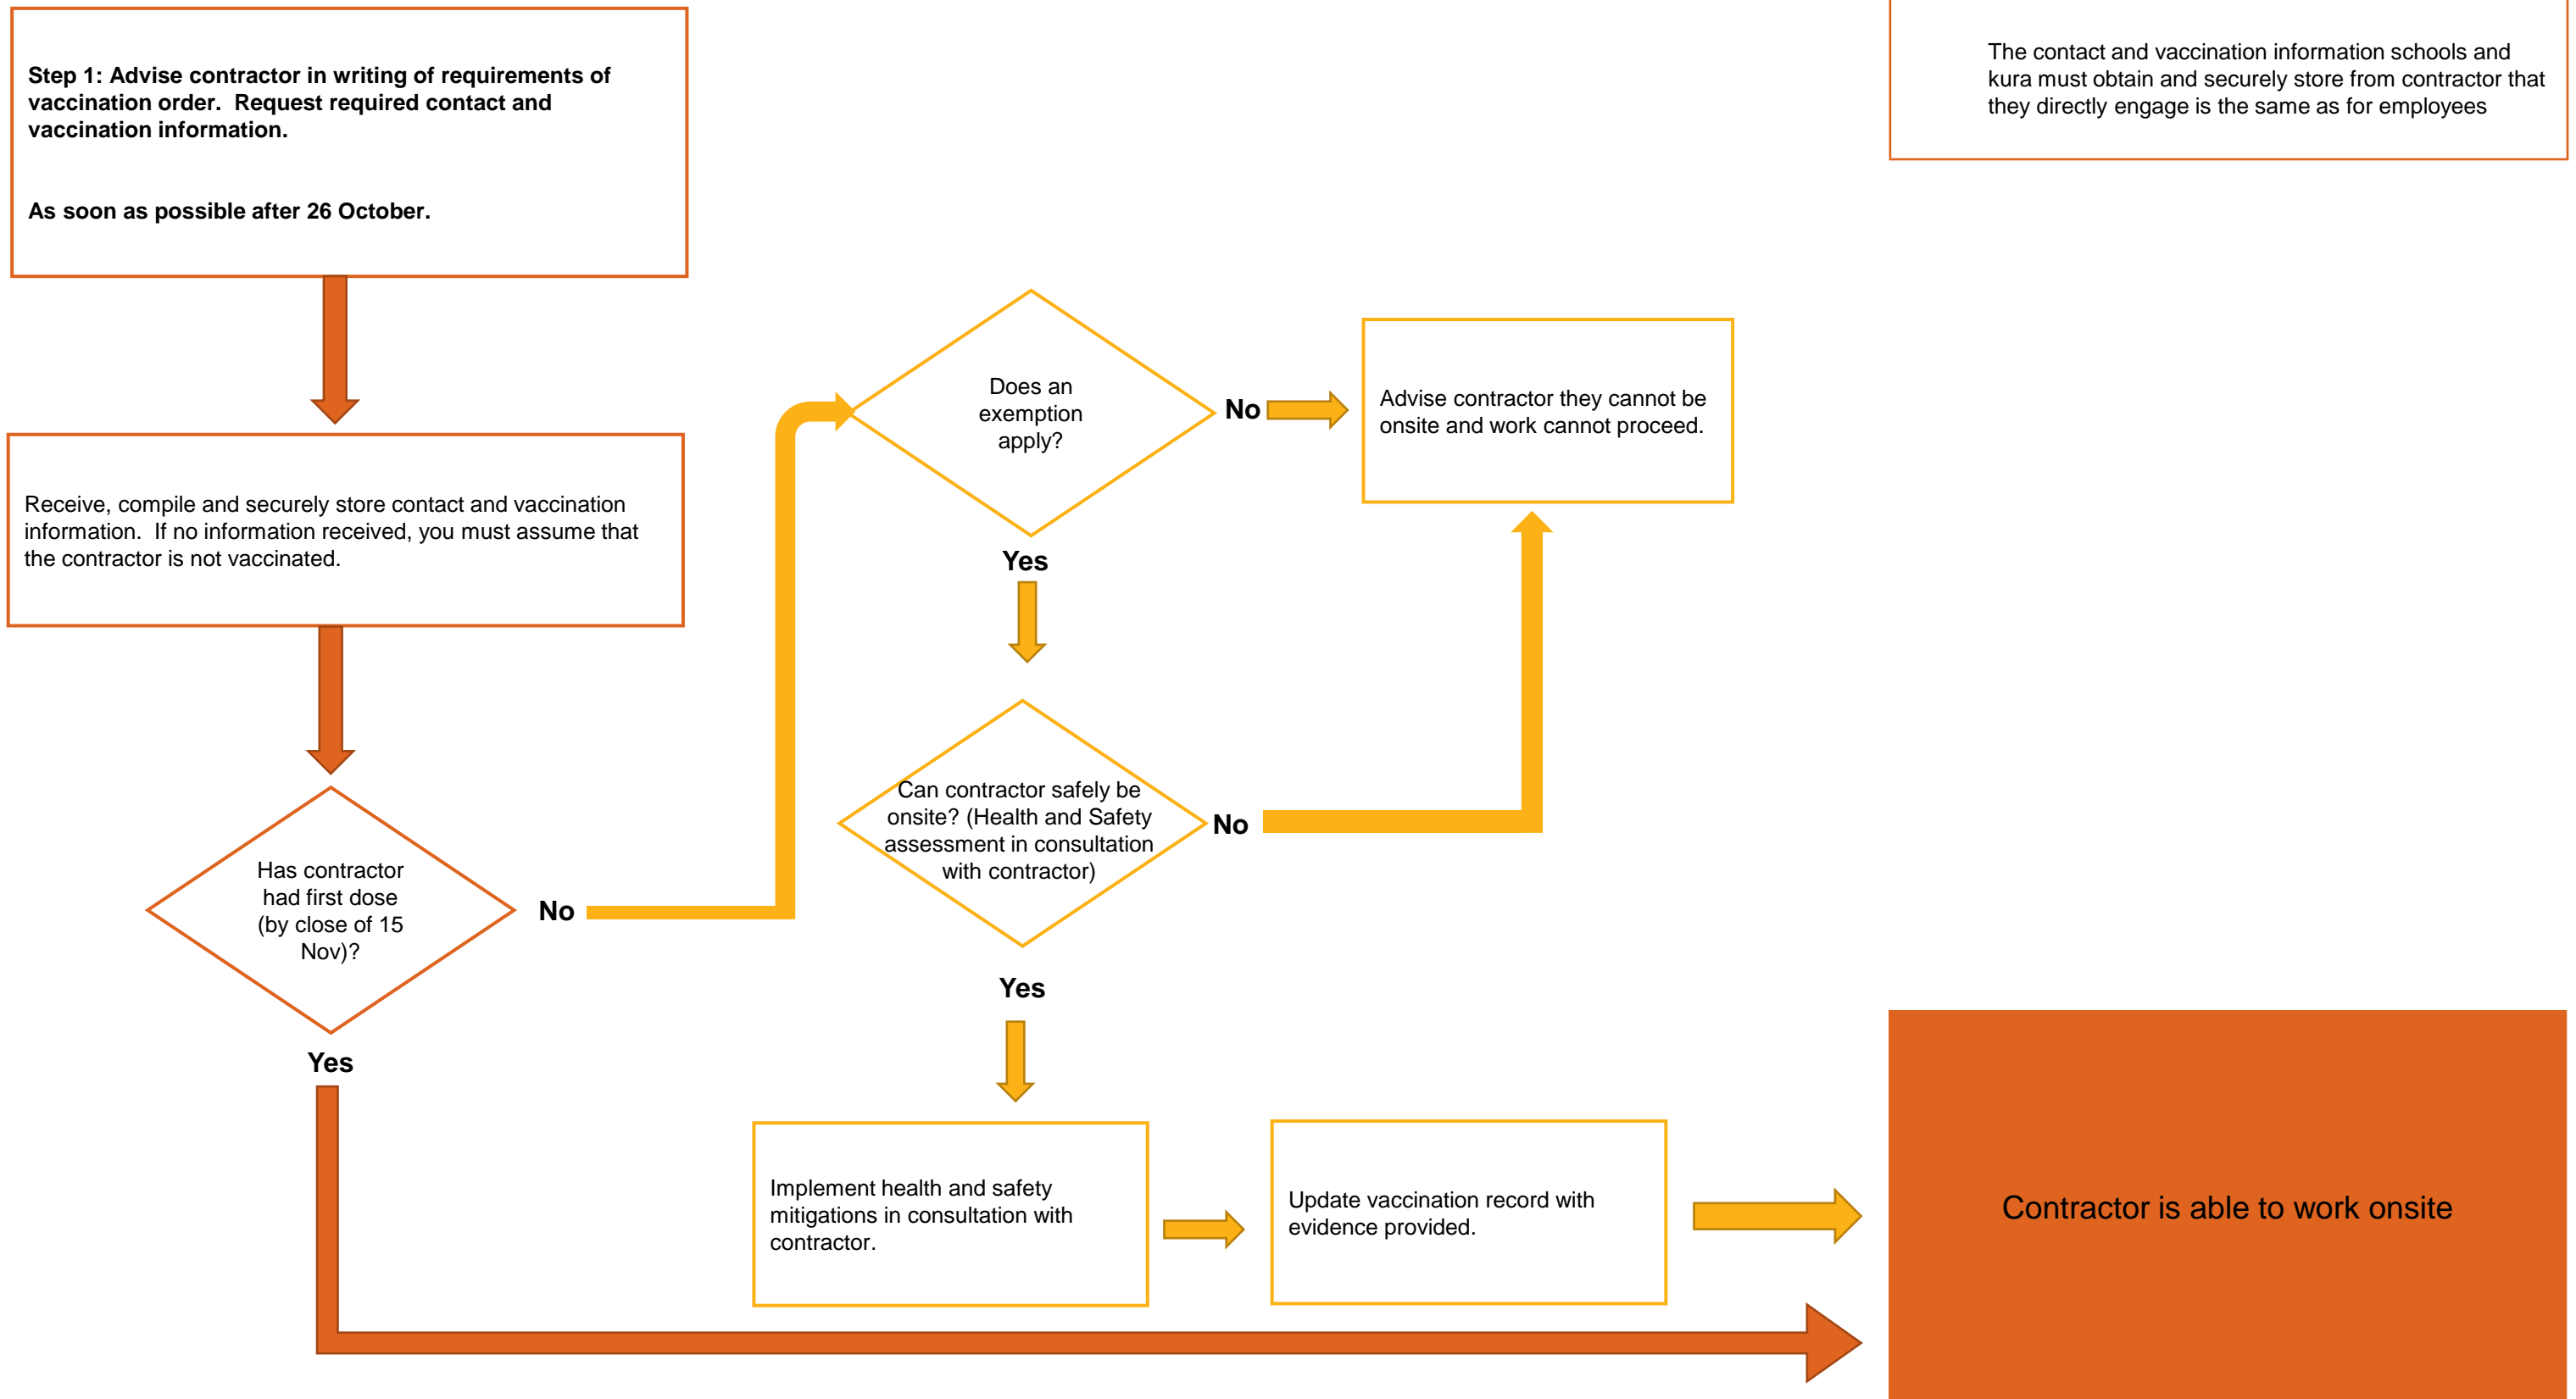 Step 1: Advise contractor in writing of requirements of
vaccination order.  Request required contact and
vaccination information.
As soon as possible after 26 October.
The contact and vaccination information schools and
kura must obtain and securely store from contractor that
they directly engage is the same as for employees
Receive, compile and securely store contact and vaccination
information.  If no information received, you must assume that
the contractor is not vaccinated.
Has contractor
had first dose
(by close of 15
Nov)?
No
Yes
Does an
exemption
apply?
No
Advise contractor they cannot be
onsite and work cannot proceed.
Yes
Can contractor safely be
onsite? (Health and Safety
assessment in consultation
with contractor)
No
Yes
Implement health and safety
mitigations in consultation with
contractor.
Update vaccination record with
evidence provided.
Contractor is able to work onsite